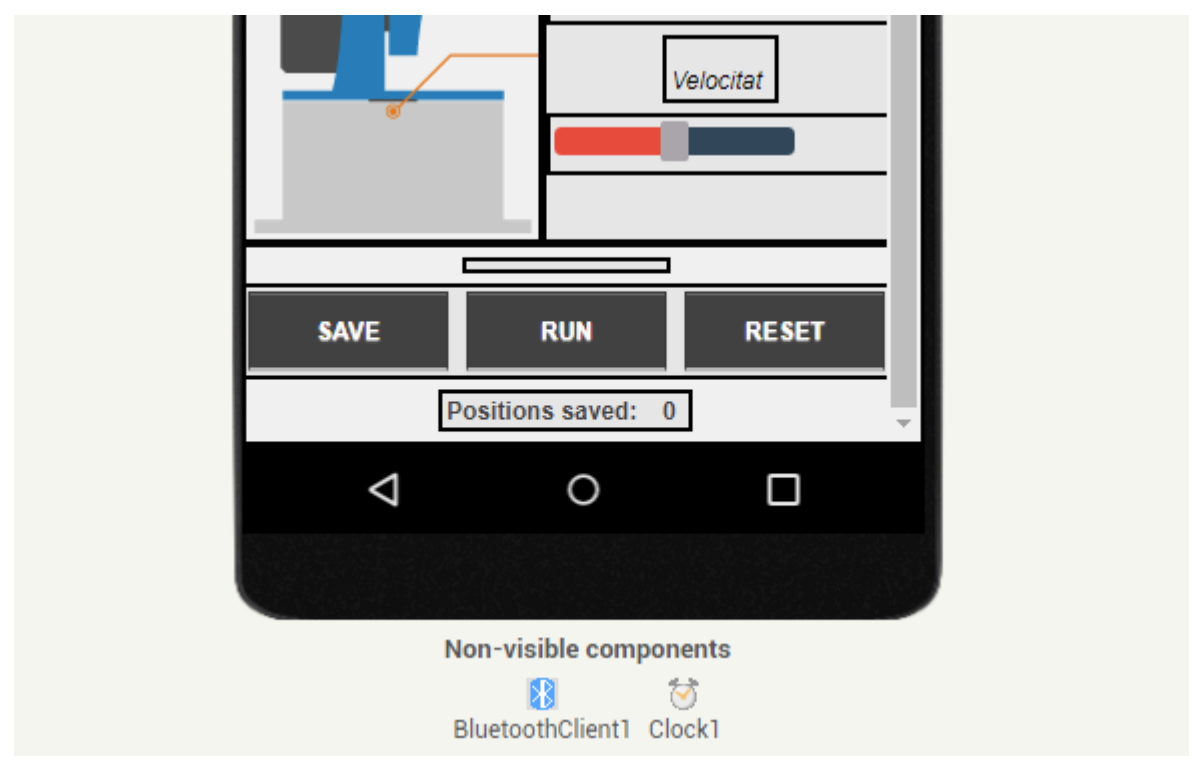 Velocitat
SAVE RUN RESET
Positions saved: 0
Non-visible components
BluetoothClient1 Clock1